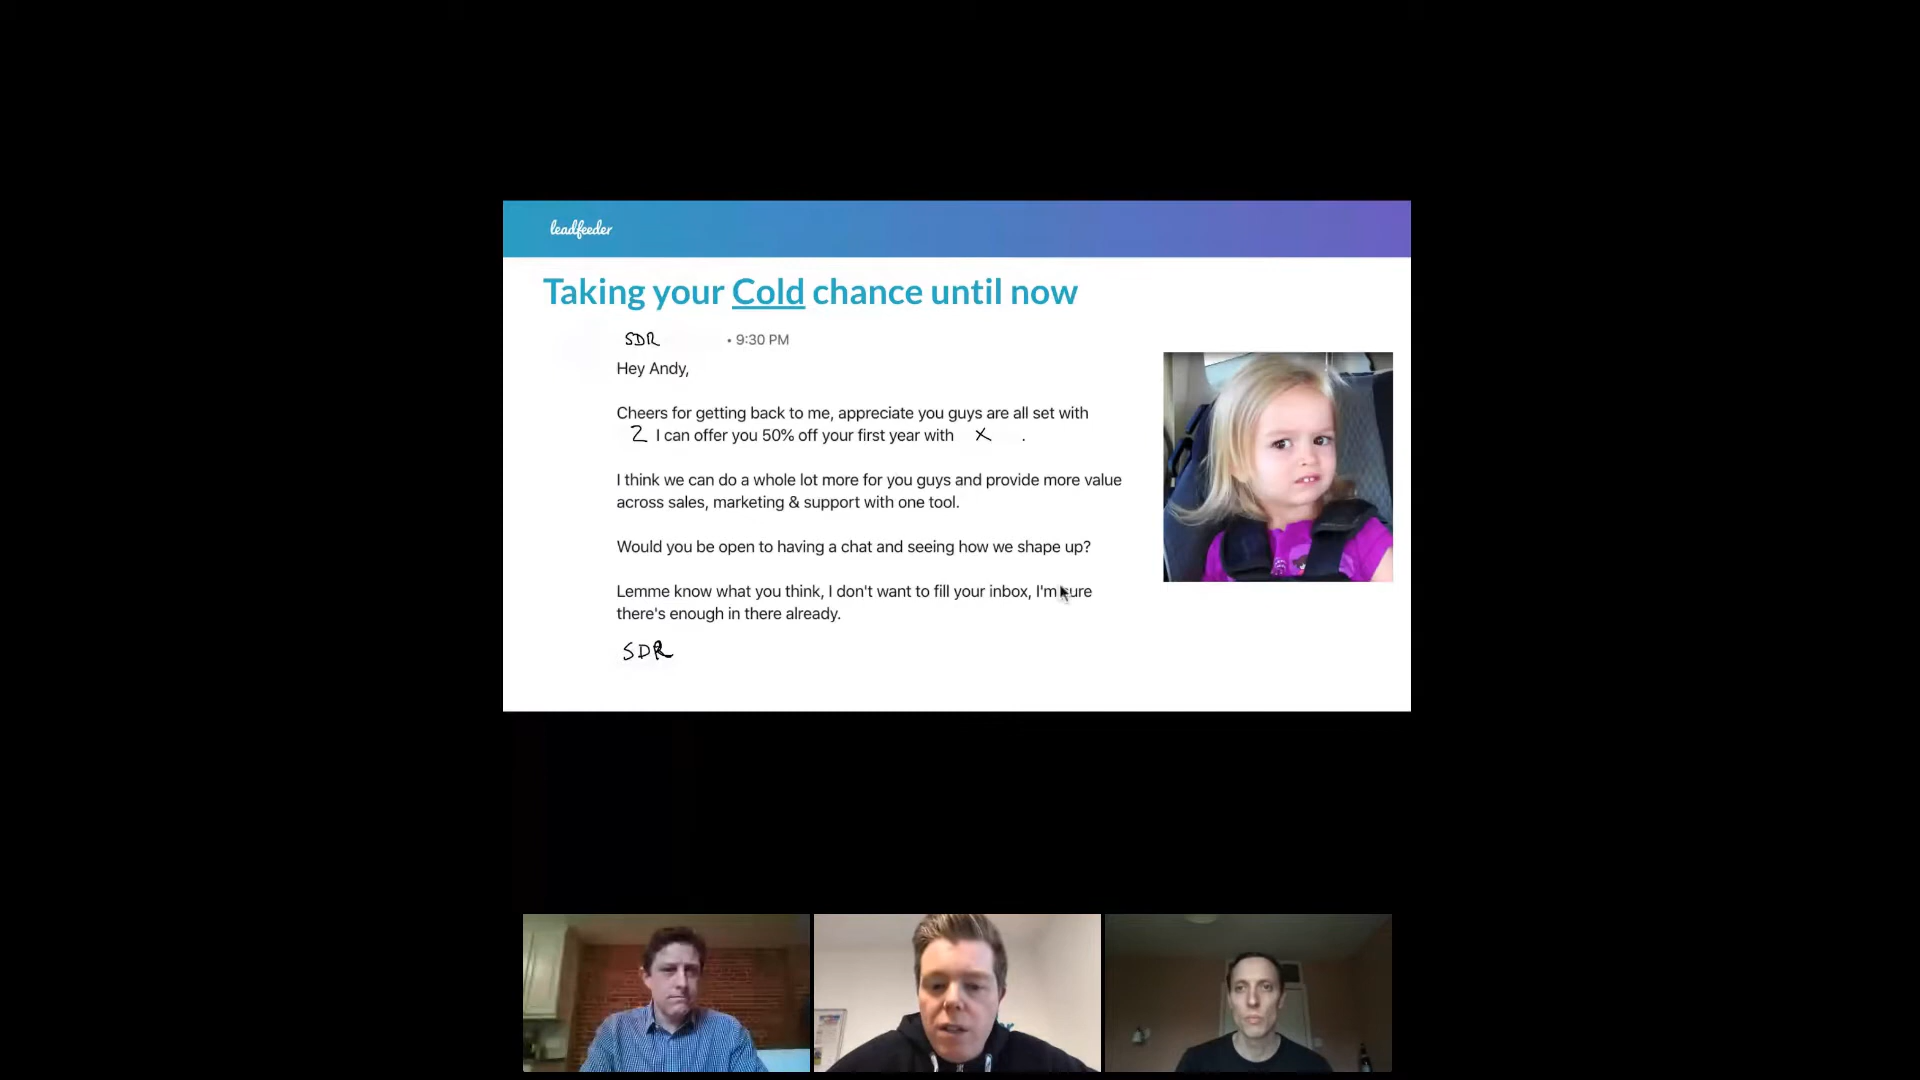 leadfeeder
Taking your Cold chance until now
SDR • 9:30 PM
Hey Andy,
Cheers for getting back to me, appreciate you guys are all set with
Z I can offer you 50% off your first year with X .
I think we can do a whole lot more for you guys and provide more value
across sales, marketing & support with one tool.
Would you be open to having a chat and seeing how we shape up?
Lemme know what you think, I don't want to fill your inbox, I'm sure
there's enough in there already.
SDR